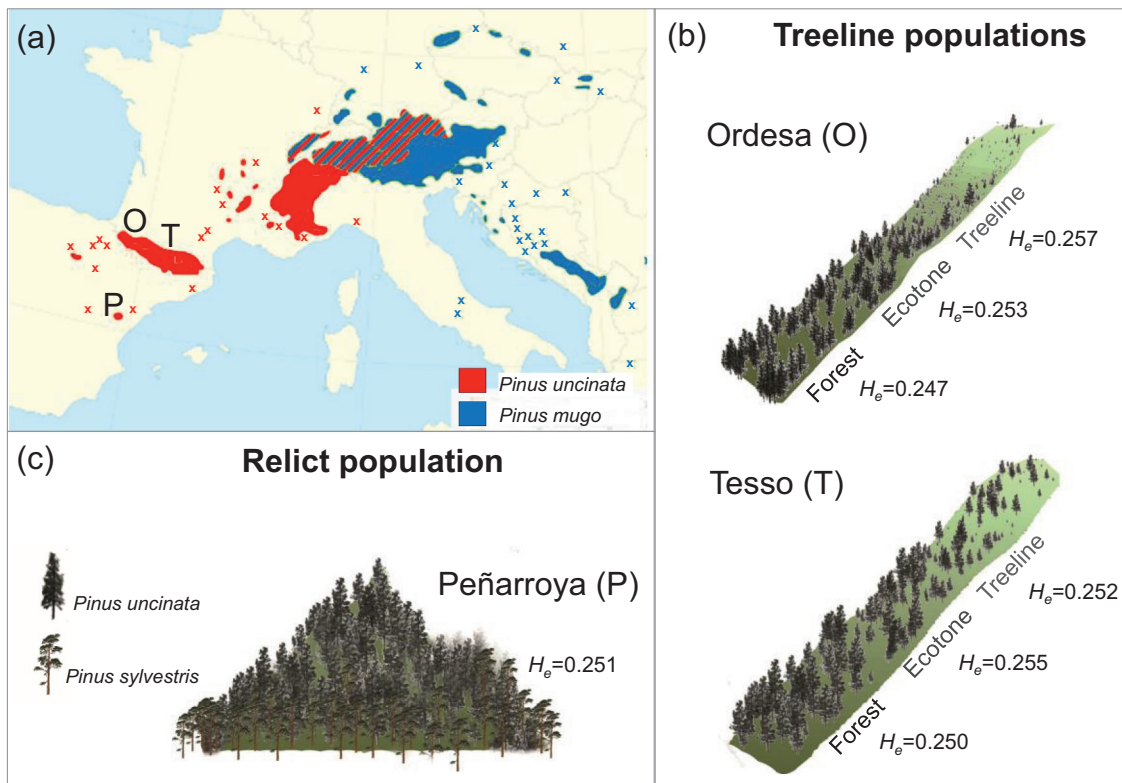 (a)
O
T
P
x x x x x x x x x x x x x x x x x x x x x x x x x x x x x x x x x x x x x x x
Pinus uncinata
Pinus mugo
(b) Treeline populations
Ordesa (O)
Treeline
He=0.257
Ecotone
He=0.253
Forest
He=0.247
Tesso (T)
Treeline
He=0.252
Ecotone
He=0.255
Forest
He=0.250
(c) Relict population
Peñarroya (P)
Pinus uncinata
Pinus sylvestris
He=0.251